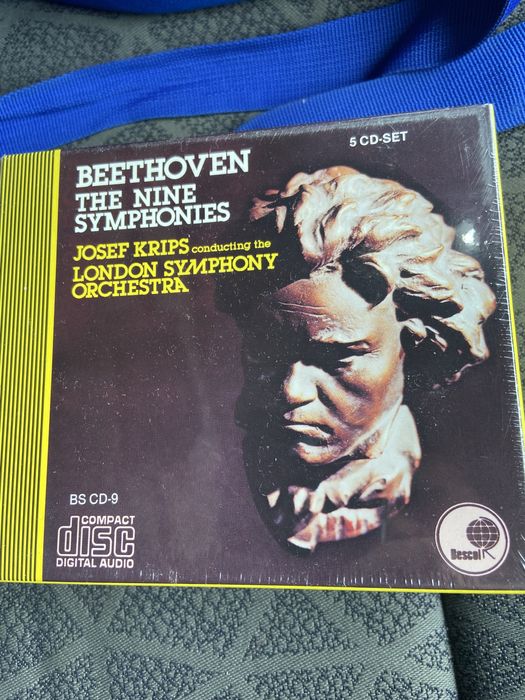 5 CD-SET
BEETHOVEN
THE NINE
SYMPHONIES
JOSEF KRIPS conducting the
LONDON SYMPHONY
ORCHESTRA
BS CD-9
COMPACT
disc
DIGITAL AUDIO
Bescol